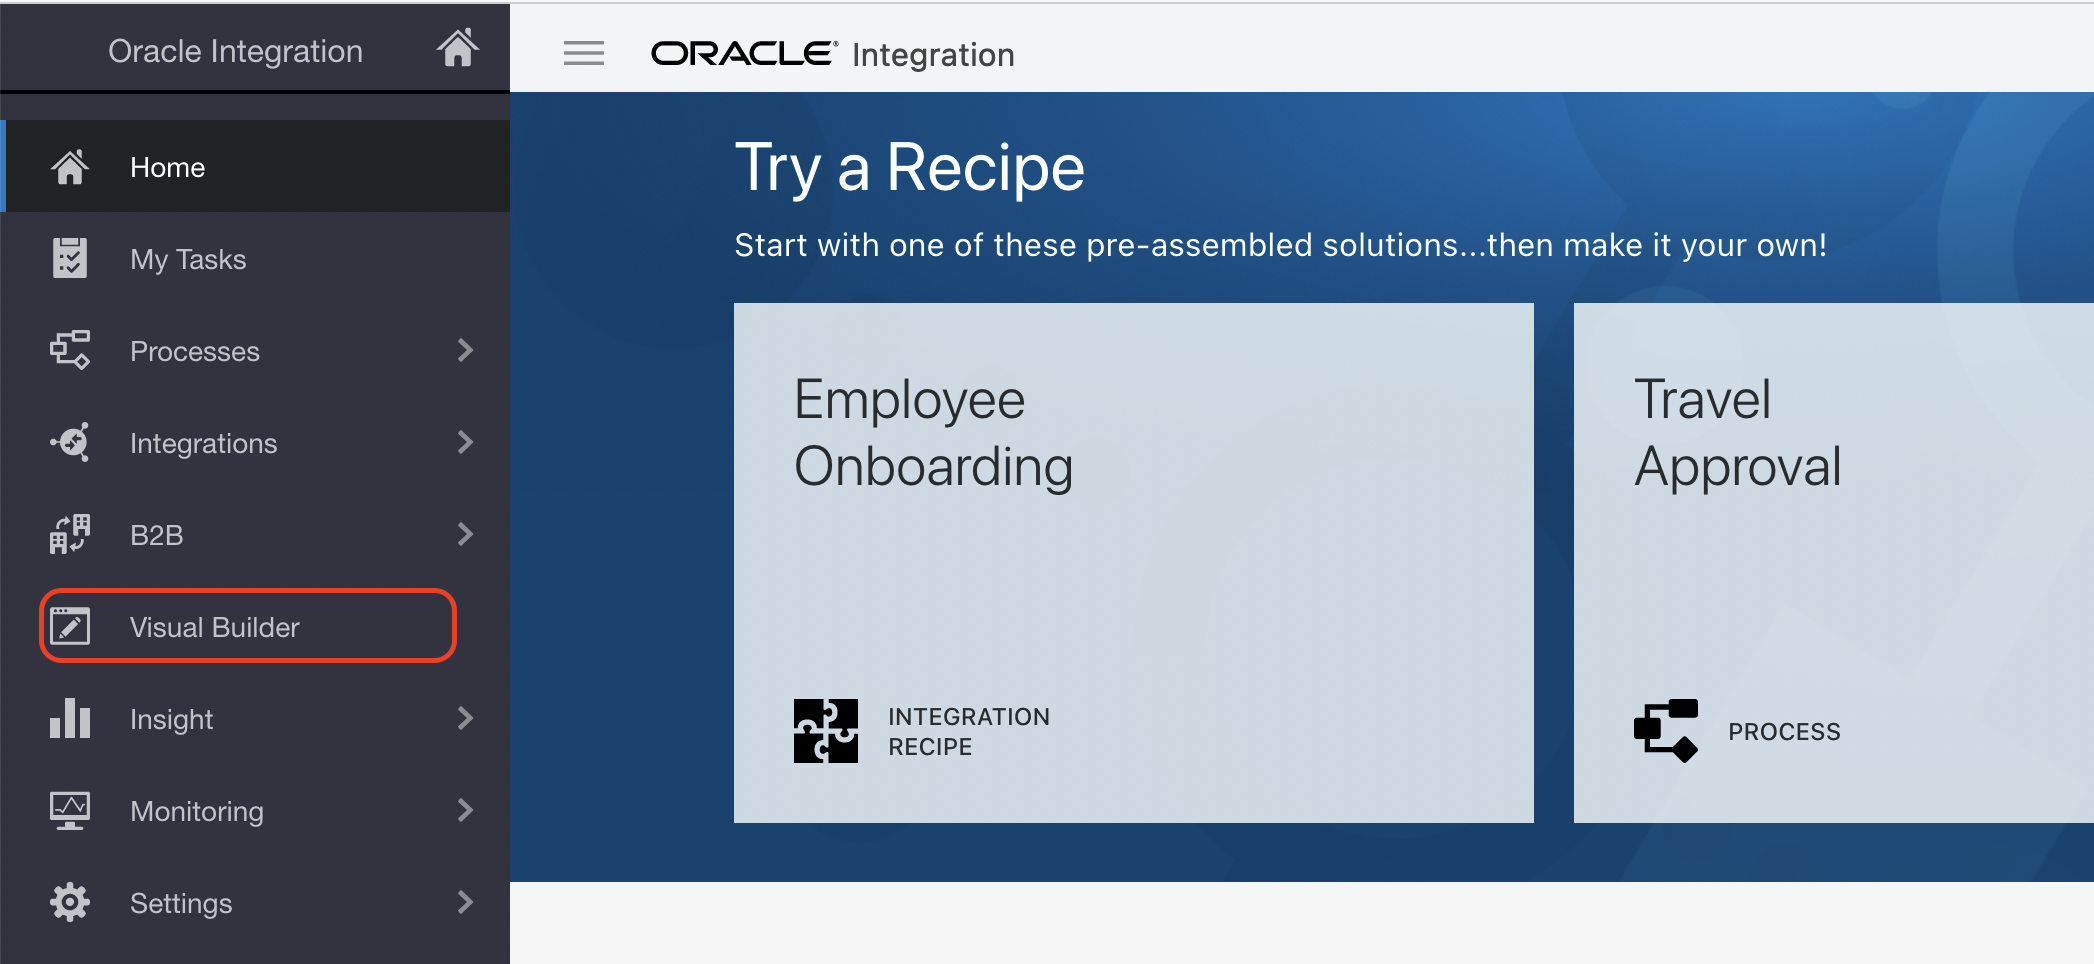 Oracle Integration
Home
My Tasks
Processes
Integrations
B2B
Visual Builder
Insight
Monitoring
Settings
ORACLE® Integration
Try a Recipe
Start with one of these pre-assembled solutions...then make it your own!
Employee
Onboarding
INTEGRATION
RECIPE
Travel
Approval
PROCESS